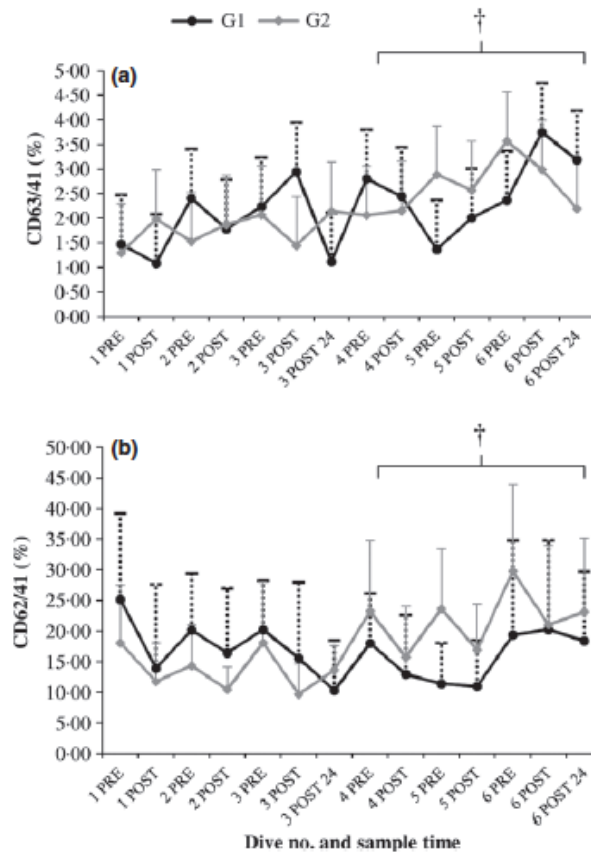 G1 G2
†
(a)
5·00
4·50
4·00
3·50
3·00
2·50
2·00
1·50
1·00
0·50
0·00
CD63/41 (%)
1 PRE
1 POST
2 PRE
2 POST
3 PRE
3 POST
3 POST 24
4 PRE
4 POST
5 PRE
5 POST
6 PRE
6 POST
6 POST 24
†
(b)
50·00
45·00
40·00
35·00
30·00
25·00
20·00
15·00
10·00
5·00
0·00
CD62/41 (%)
1 PRE
1 POST
2 PRE
2 POST
3 PRE
3 POST
3 POST 24
4 PRE
4 POST
5 PRE
5 POST
6 PRE
6 POST
6 POST 24
Dive no. and sample time